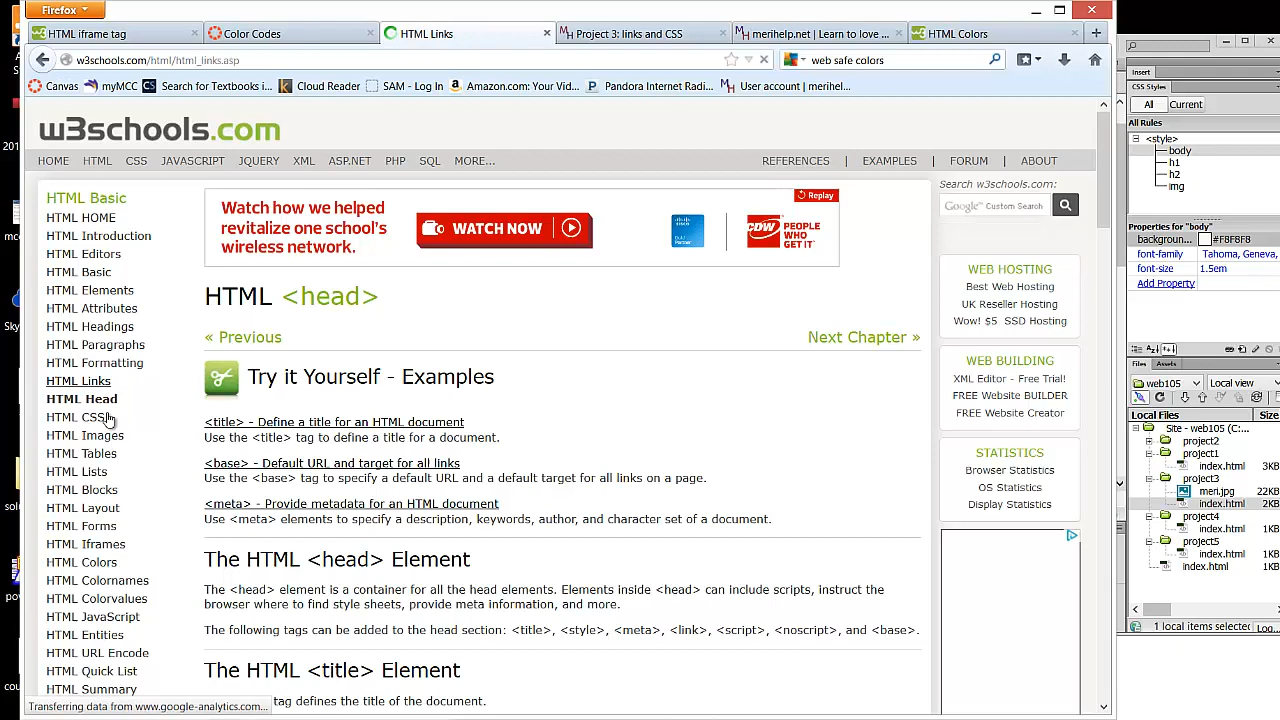 Firefox
HTML iframe tag
Color Codes
HTML Links
Project 3: links and CSS
merihelp.net | Learn to love ...
HTML Colors
w3schools.com/html/html_links.asp
web safe colors
Canvas
myMCC
Search for Textbooks i...
Cloud Reader
SAM - Log In
Amazon.com: Your Vid...
Pandora Internet Radi...
User account | merihel...
w3schools.com
HOME HTML CSS JAVASCRIPT JQUERY XML ASP.NET PHP SQL MORE...
REFERENCES | EXAMPLES | FORUM | ABOUT
HTML Basic
HTML HOME
HTML Introduction
HTML Editors
HTML Basic
HTML Elements
HTML Attributes
HTML Headings
HTML Paragraphs
HTML Formatting
HTML Links
HTML Head
HTML CSS
HTML Images
HTML Tables
HTML Lists
HTML Blocks
HTML Layout
HTML Forms
HTML Iframes
HTML Colors
HTML Colornames
HTML Colorvalues
HTML JavaScript
HTML Entities
HTML URL Encode
HTML Quick List
HTML Summary
Transferring data from www.google-analytics.com...
Replay
Watch how we helped
revitalize one school's
wireless network.
WATCH NOW
CISCO
Partner
CDW
PEOPLE
WHO
GET IT
HTML <head>
« Previous
Next Chapter »
Try it Yourself - Examples
<title> - Define a title for an HTML document
Use the <title> tag to define a title for a document.
<base> - Default URL and target for all links
Use the <base> tag to specify a default URL and a default target for all links on a page.
<meta> - Provide metadata for an HTML document
Use <meta> elements to specify a description, keywords, author, and character set of a document.
The HTML <head> Element
The <head> element is a container for all the head elements. Elements inside <head> can include scripts, instruct the
browser where to find style sheets, provide meta information, and more.
The following tags can be added to the head section: <title>, <style>, <meta>, <link>, <script>, <noscript>, and <base>.
The HTML <title> Element
tag defines the title of the document.
Search w3schools.com:
Google Custom Search
WEB HOSTING
Best Web Hosting
UK Reseller Hosting
Wow! $5 SSD Hosting
WEB BUILDING
XML Editor - Free Trial!
FREE Website BUILDER
FREE Website Creator
STATISTICS
Browser Statistics
OS Statistics
Display Statistics
Insert
CSS Styles
All Current
All Rules
<style>
body
h1
h2
img
Properties for "body"
backgroun... #F8F8F8
font-family Tahoma, Geneva,
font-size 1.5em
Add Property
Files Assets
web105
Local view
Local Files
Size
Site - web105 (C:...
project2
project1
index.html 3KB
project3
meri.jpg 22KB
index.html 2KB
project4
index.html 1KB
project5
index.html 1KB
index.html 1KB
1 local items selected
Log...